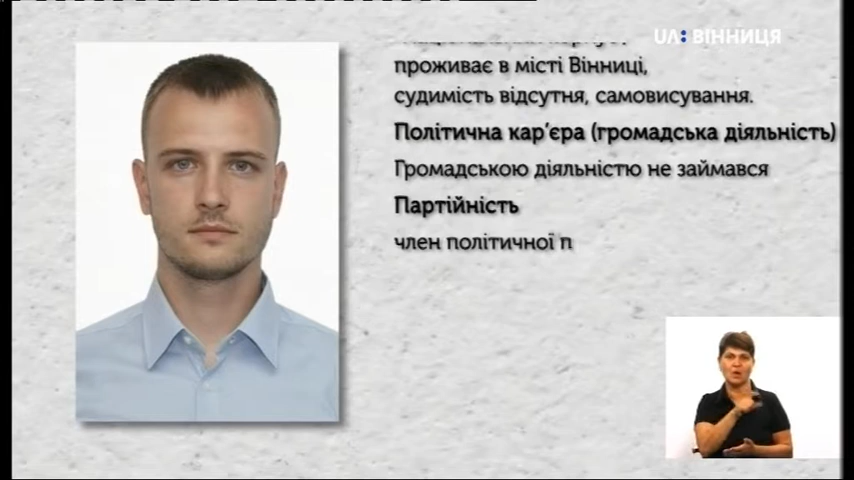 UA: ВІННИЦЯ
проживає в місті Вінниці,
судимість відсутня, самовисування.
Політична кар’єра (громадська діяльність)
Громадською діяльністю не займався
Партійність
член політичної п